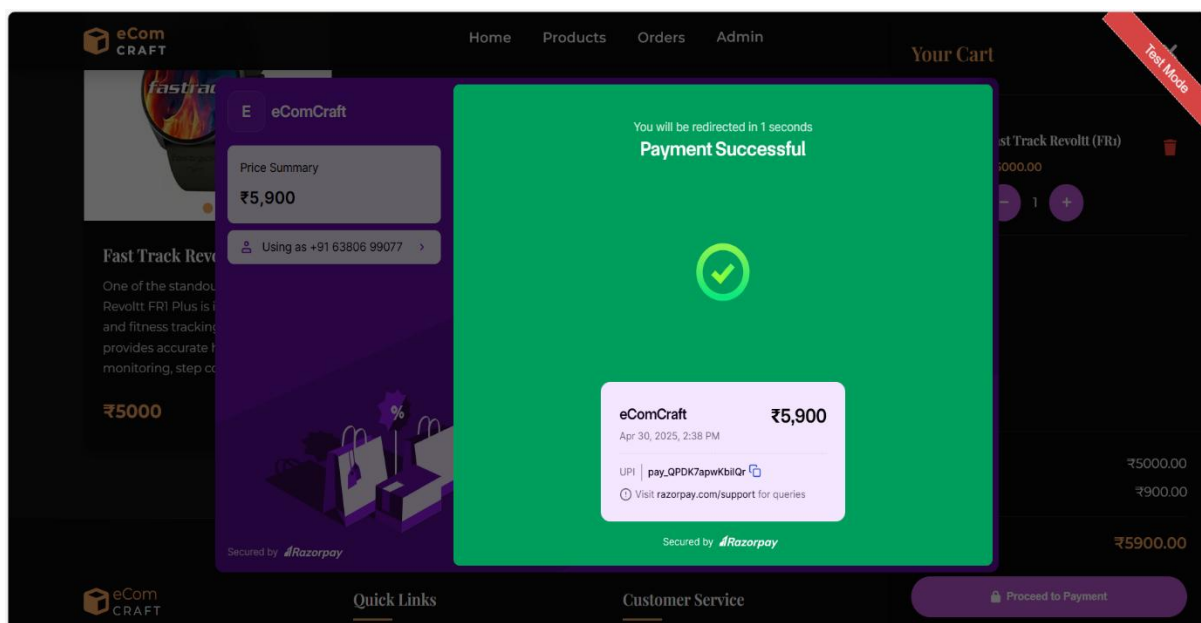 eCom
CRAFT
Home
Products
Orders
Admin
Your Cart
Test Mode
fastrac
E
eComCraft
Price Summary
₹5,900
Using as +91 63806 99077
Fast Track Revo
One of the standou
Revoltt FR1 Plus is i
and fitness tracking
provides accurate h
monitoring, step co
₹5000
%
Secured by Razorpay
You will be redirected in 1 seconds
Payment Successful
eComCraft
₹5,900
Apr 30, 2025, 2:38 PM
UPI | pay_QPDK7apwKbilQr
Visit razorpay.com/support for queries
Secured by Razorpay
st Track Revoltt (FR1)
5000.00
− 1 +
₹5000.00
₹900.00
₹5900.00
Proceed to Payment
eCom
CRAFT
Quick Links
Customer Service